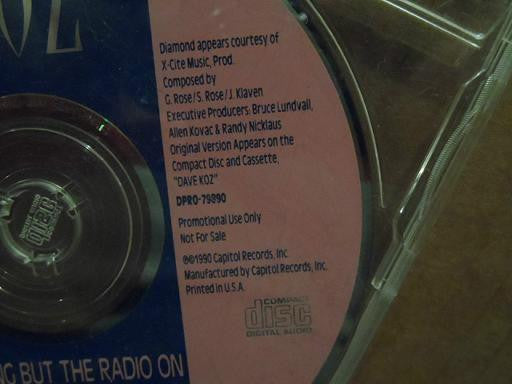 OZ
Diamond appears courtesy of
X-Cite Music, Prod.
Composed by
G. Rose/S. Rose/J. Klaven
Executive Producers: Bruce Lundvall,
Allen Kovac & Randy Nicklaus
Original Version Appears on the
Compact Disc and Cassette,
"DAVE KOZ"
DPRO-79890
Promotional Use Only
Not For Sale
℗©1990 Capitol Records, Inc.
Manufactured by Capitol Records, Inc.
Printed in U.S.A.
COMPACT
disc
DIGITAL AUDIO
disc
NG BUT THE RADIO ON